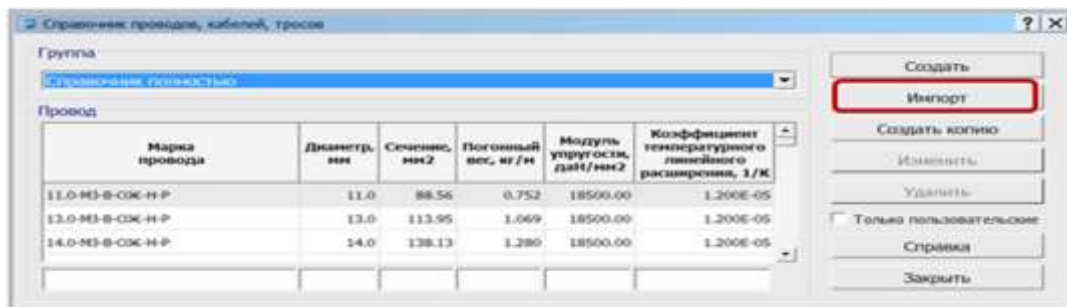 Справочник проводов, кабелей, тросов
Группа
Справочник полностью
Провод
Марка провода
Диаметр, мм
Сечение, мм2
Погонный вес, кг/м
Модуль упругости, даН/мм2
Коэффициент температурного линейного расширения, 1/К
11.0-МЗ-В-ОЖ-Н-Р 11.0 88.56 0.752 18500.00 1.200E-05
13.0-МЗ-В-ОЖ-Н-Р 13.0 113.95 1.069 18500.00 1.200E-05
14.0-МЗ-В-ОЖ-Н-Р 14.0 138.13 1.280 18500.00 1.200E-05
Создать
Импорт
Создать копию
Изменить
Удалить
Только пользовательские
Справка
Закрыть